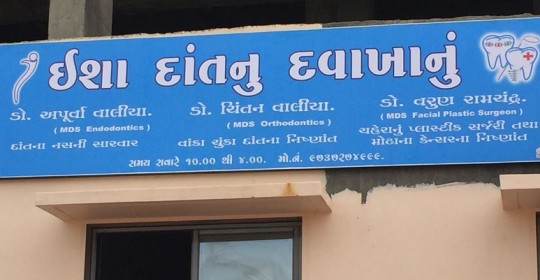 ઈશા દાંતનુ દવાખાનું
ડો. અપૂર્વા વાલીયા.
( MDS Endodontics )
દાંતના નસની સારવાર
ડો. ચિંતન વાલીયા.
( MDS Orthodontics )
વાંકા ચુંકા દાંતના નિષ્ણાંત
ડો. વરુણ રામચંદ્ર.
( MDS Facial Plastic Surgeon )
ચહેરાનું પ્લાસ્ટીક સર્જરી તથા
મોઢાના કેન્સરના નિષ્ણાંત
સમય સવારે ૧૦.૦૦ થી ૪.૦૦. મો.નં. ૯૭૩૭૨૭૪૯૯૯.